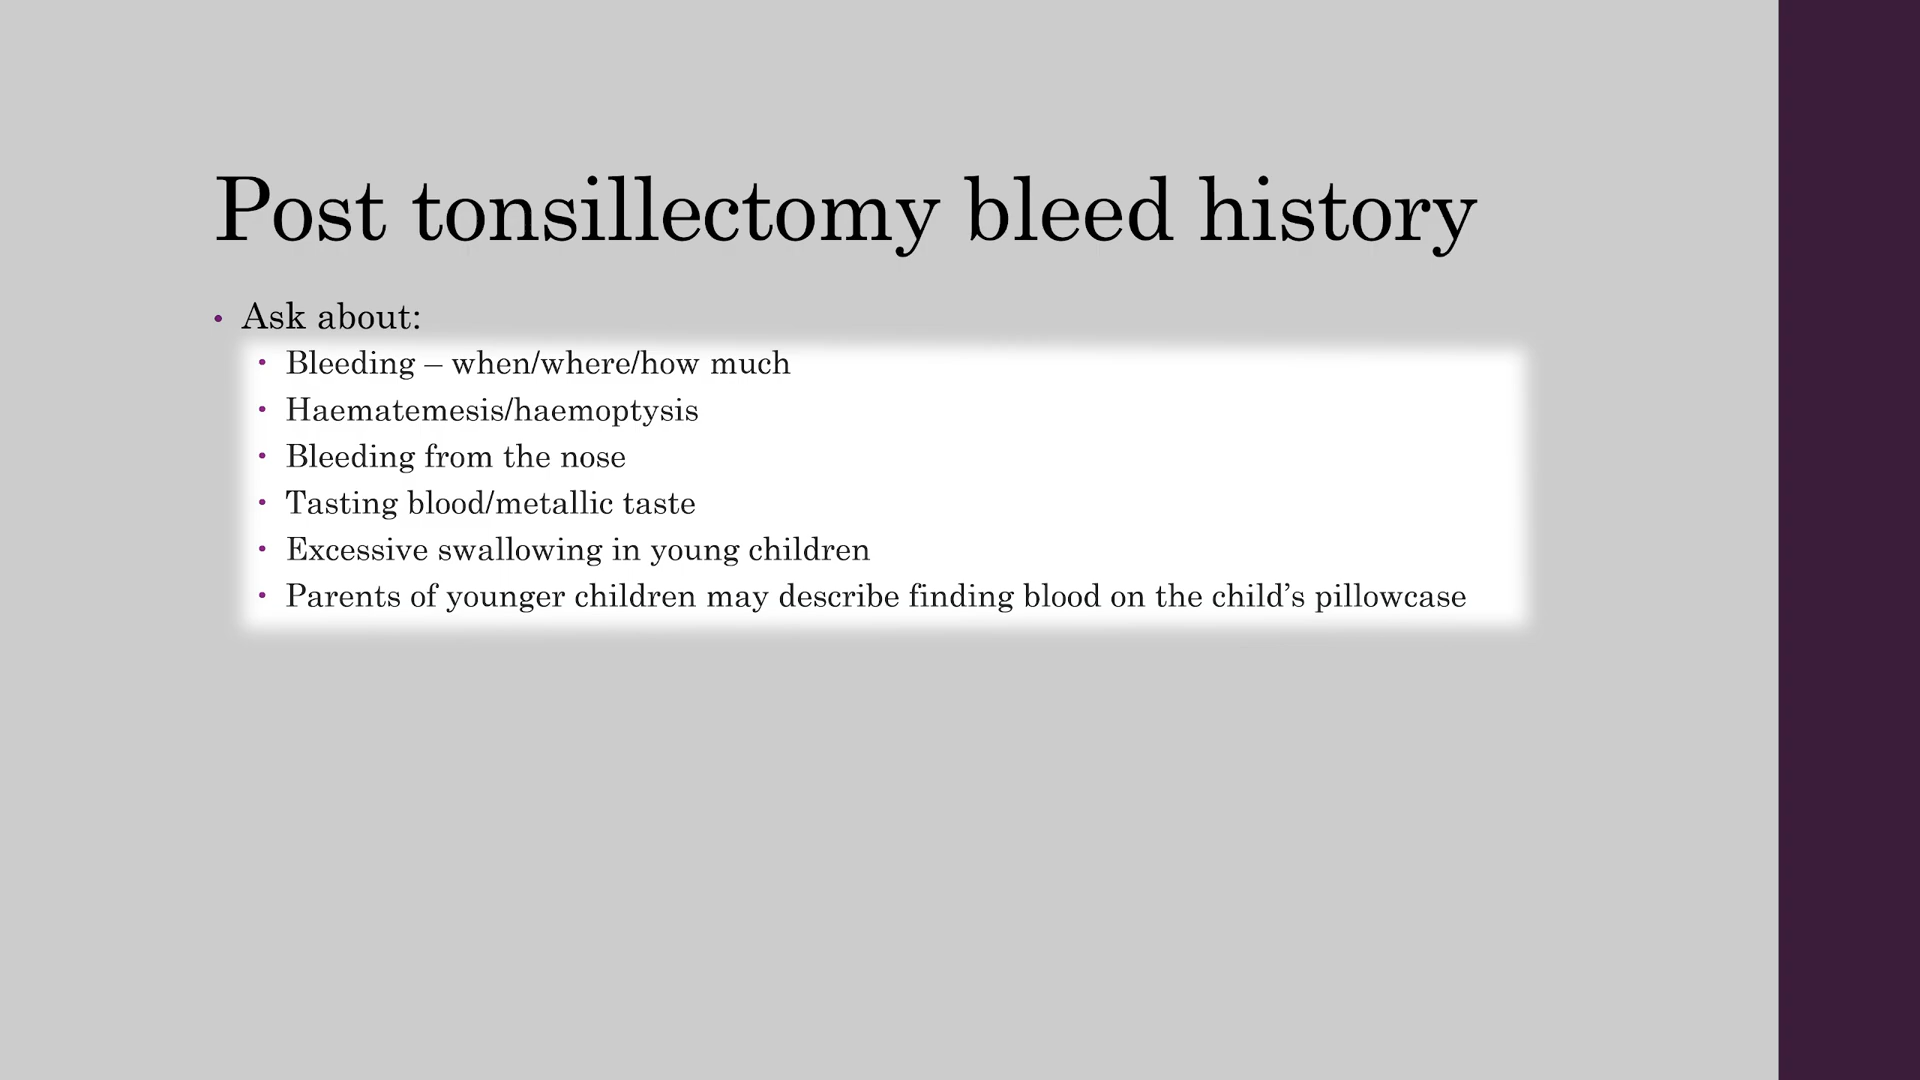 Post tonsillectomy bleed history
• Ask about:
• Bleeding – when/where/how much
• Haematemesis/haemoptysis
• Bleeding from the nose
• Tasting blood/metallic taste
• Excessive swallowing in young children
• Parents of younger children may describe finding blood on the child’s pillowcase